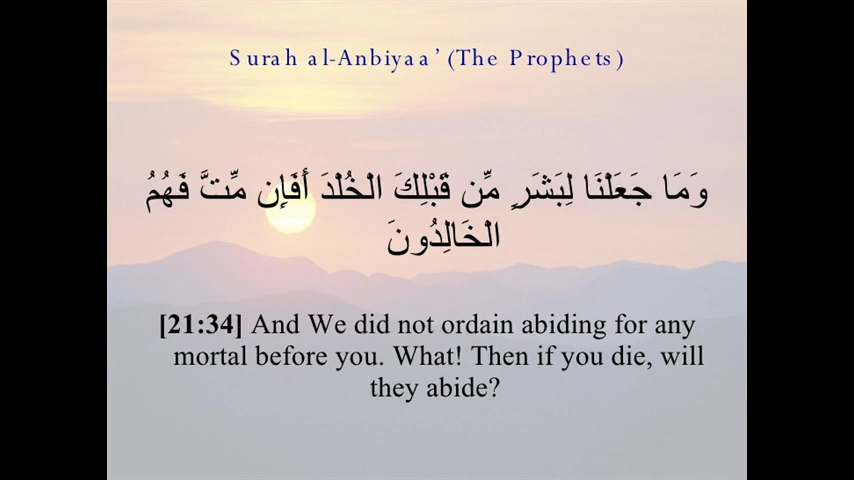 Surah al-Anbiyaa’ (The Prophets)
وَمَا جَعَلْنَا لِبَشَرٍ مِّن قَبْلِكَ الْخُلْدَ أَفَإِن مِّتَّ فَهُمُ
الْخَالِدُونَ
[21:34] And We did not ordain abiding for any
mortal before you. What! Then if you die, will
they abide?